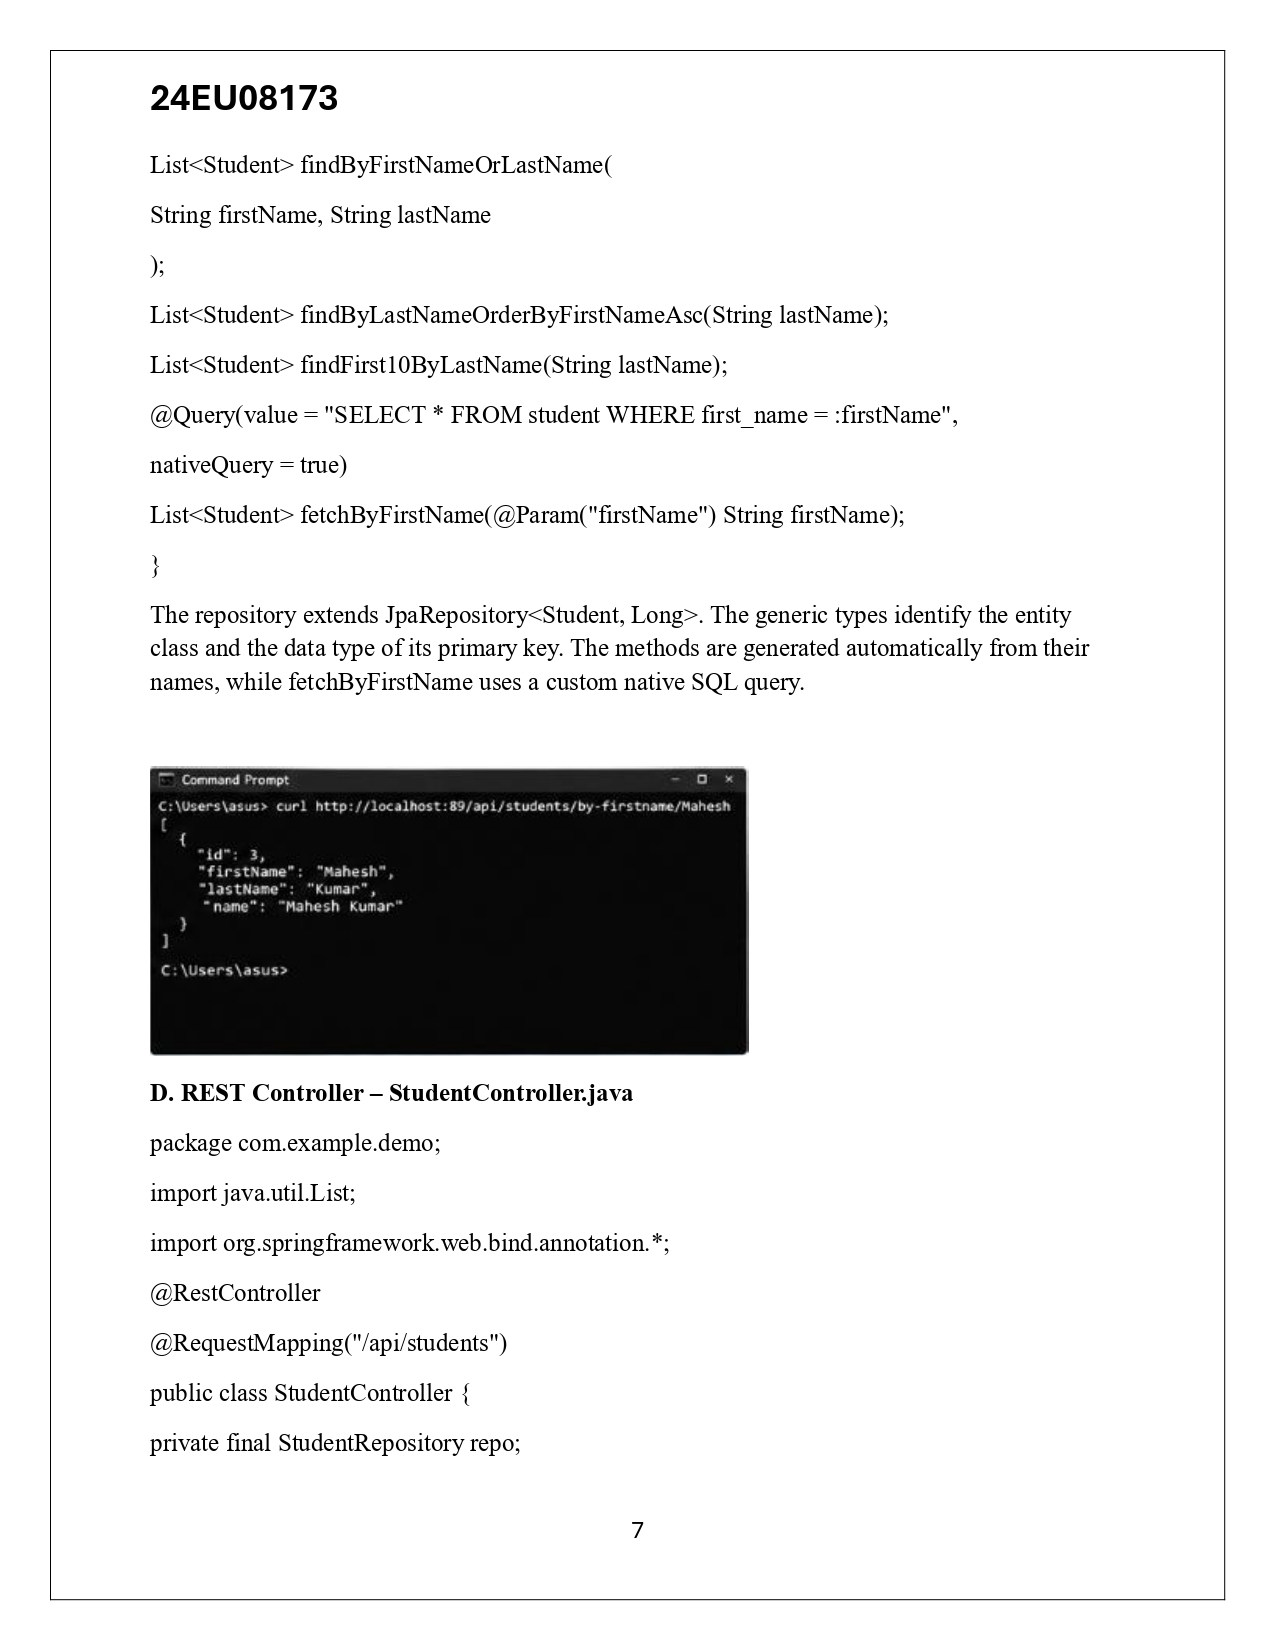 24EU08173
List<Student> findByFirstNameOrLastName(
String firstName, String lastName
);
List<Student> findByLastNameOrderByFirstNameAsc(String lastName);
List<Student> findFirst10ByLastName(String lastName);
@Query(value = "SELECT * FROM student WHERE first_name = :firstName",
nativeQuery = true)
List<Student> fetchByFirstName(@Param("firstName") String firstName);
}
The repository extends JpaRepository<Student, Long>. The generic types identify the entity
class and the data type of its primary key. The methods are generated automatically from their
names, while fetchByFirstName uses a custom native SQL query.
Command Prompt
C:\Users\asus> curl http://localhost:89/api/students/by-firstname/Mahesh
[
{
"id": 3,
"firstName": "Mahesh",
"lastName": "Kumar",
"name": "Mahesh Kumar"
}
]
C:\Users\asus>
D. REST Controller – StudentController.java
package com.example.demo;
import java.util.List;
import org.springframework.web.bind.annotation.*;
@RestController
@RequestMapping("/api/students")
public class StudentController {
private final StudentRepository repo;
7